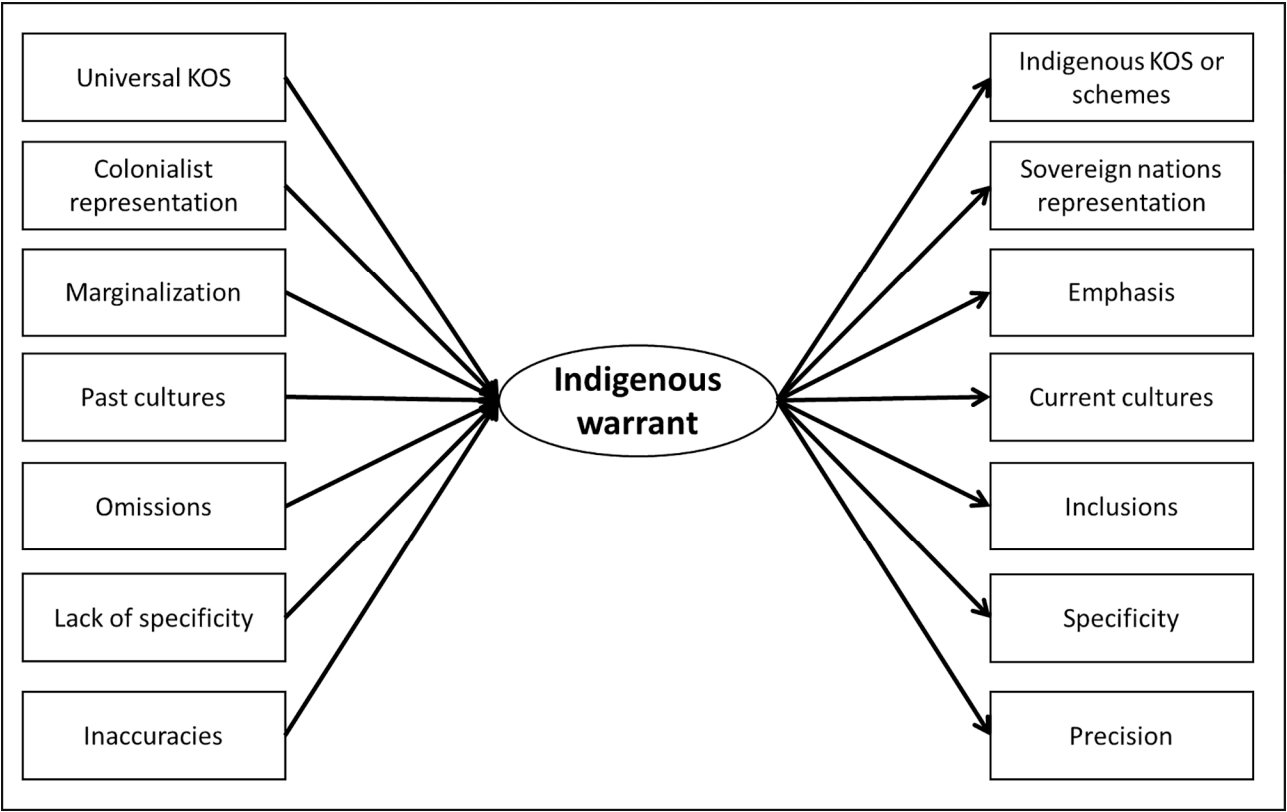 Universal KOS
Colonialist
representation
Marginalization
Past cultures
Omissions
Lack of specificity
Inaccuracies
Indigenous
warrant
Indigenous KOS or
schemes
Sovereign nations
representation
Emphasis
Current cultures
Inclusions
Specificity
Precision